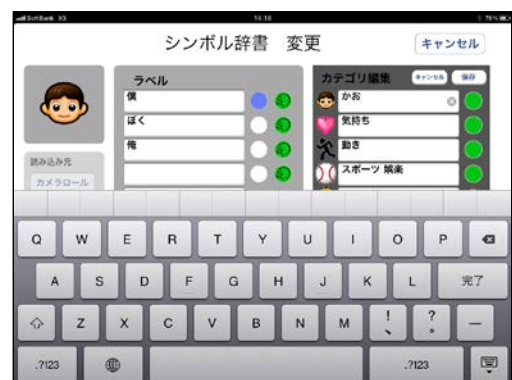 SoftBank 3G 14:18 78%
シンボル辞書 変更
キャンセル
ラベル
僕
ぼく
俺
読み込み元
カメラロール
カテゴリ編集
キャンセル
保存
かお
気持ち
動き
スポーツ 娯楽
Q W E R T Y U I O P
A S D F G H J K L 完了
Z X C V B N M ! 、 ? 。 —
.?123 .?123